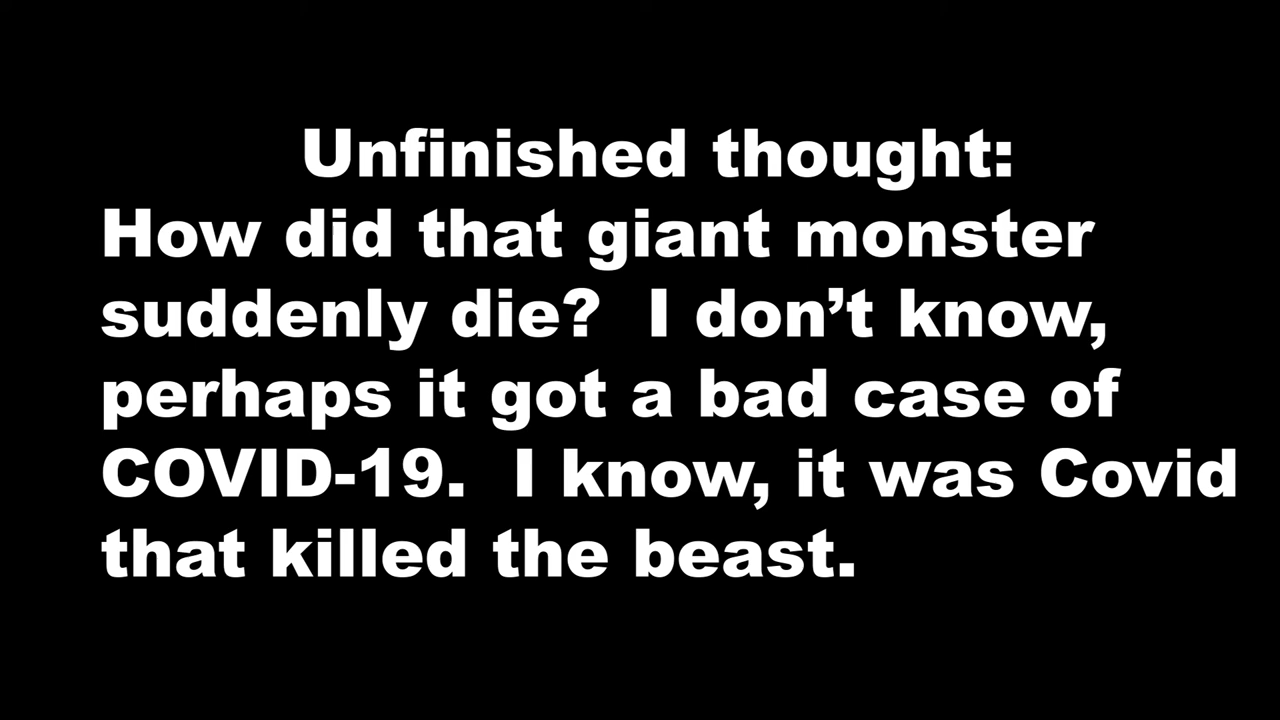 Unfinished thought:
How did that giant monster
suddenly die?  I don’t know,
perhaps it got a bad case of
COVID-19.  I know, it was Covid
that killed the beast.